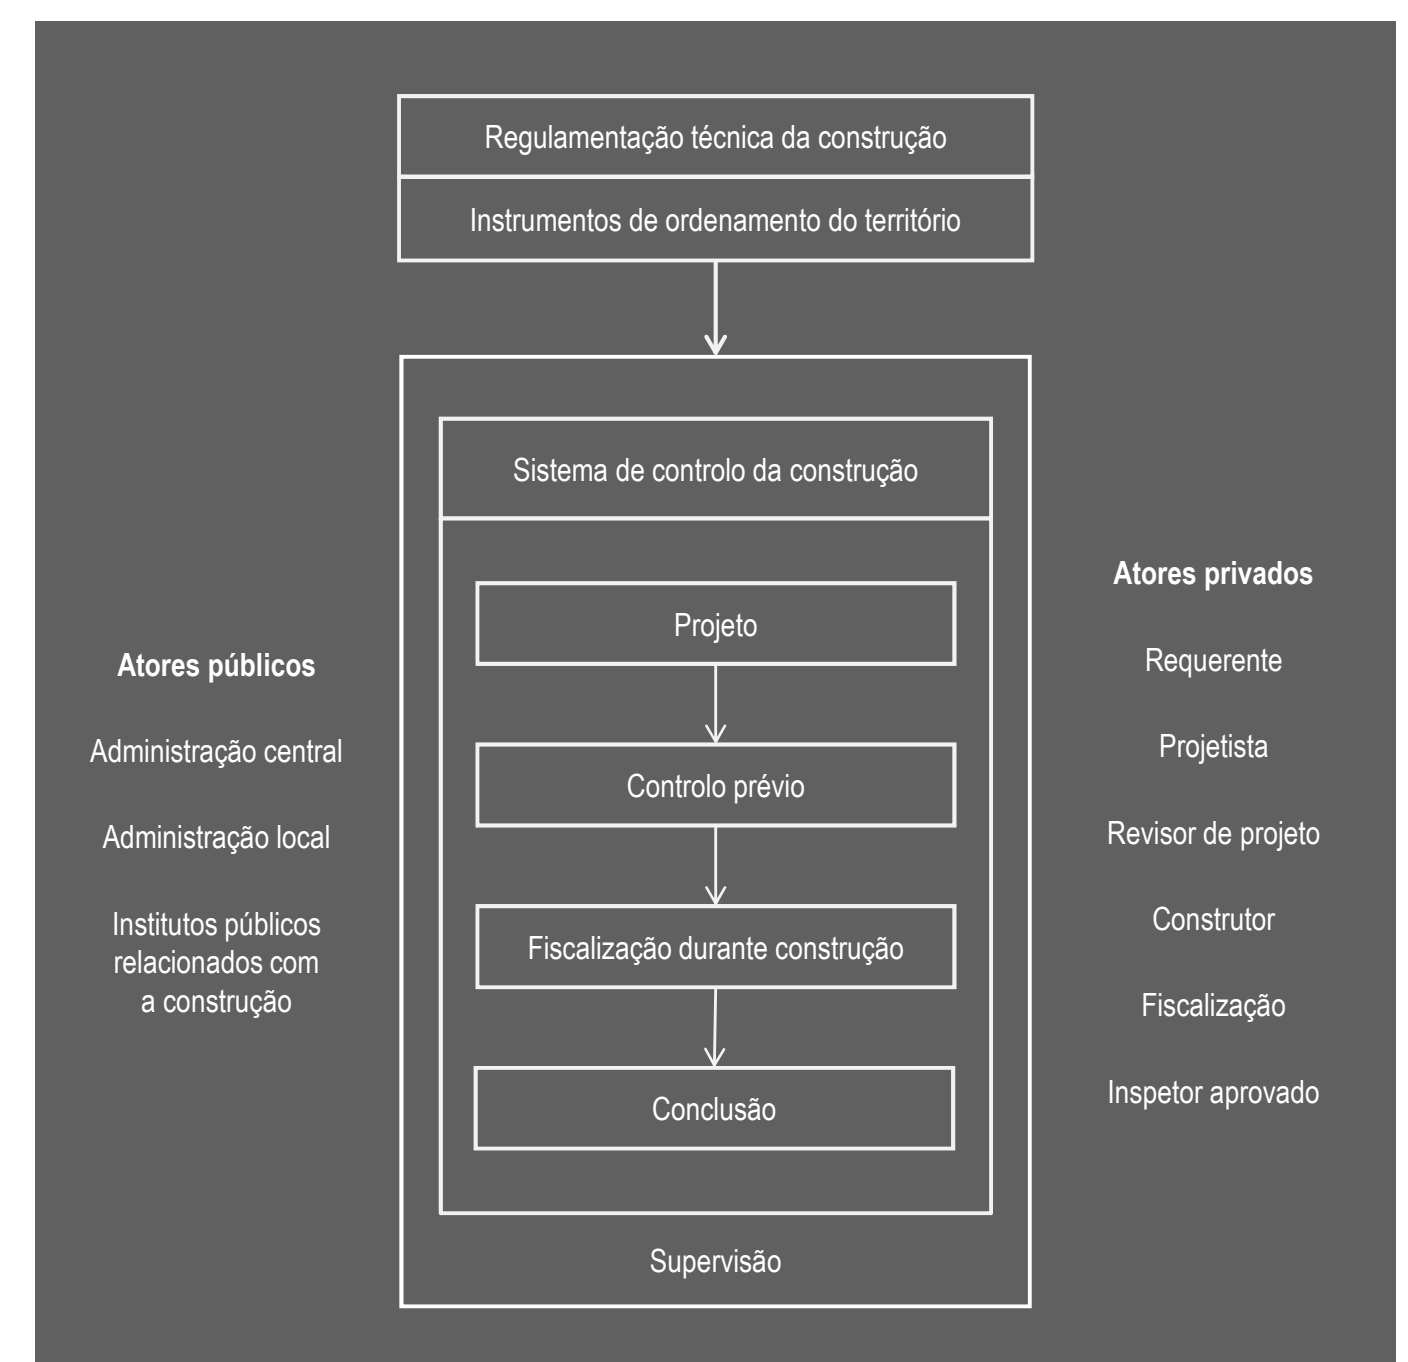 Regulamentação técnica da construção
Instrumentos de ordenamento do território
Sistema de controlo da construção
Projeto
Controlo prévio
Fiscalização durante construção
Conclusão
Supervisão
Atores públicos
Administração central
Administração local
Institutos públicos
relacionados com
a construção
Atores privados
Requerente
Projetista
Revisor de projeto
Construtor
Fiscalização
Inspetor aprovado